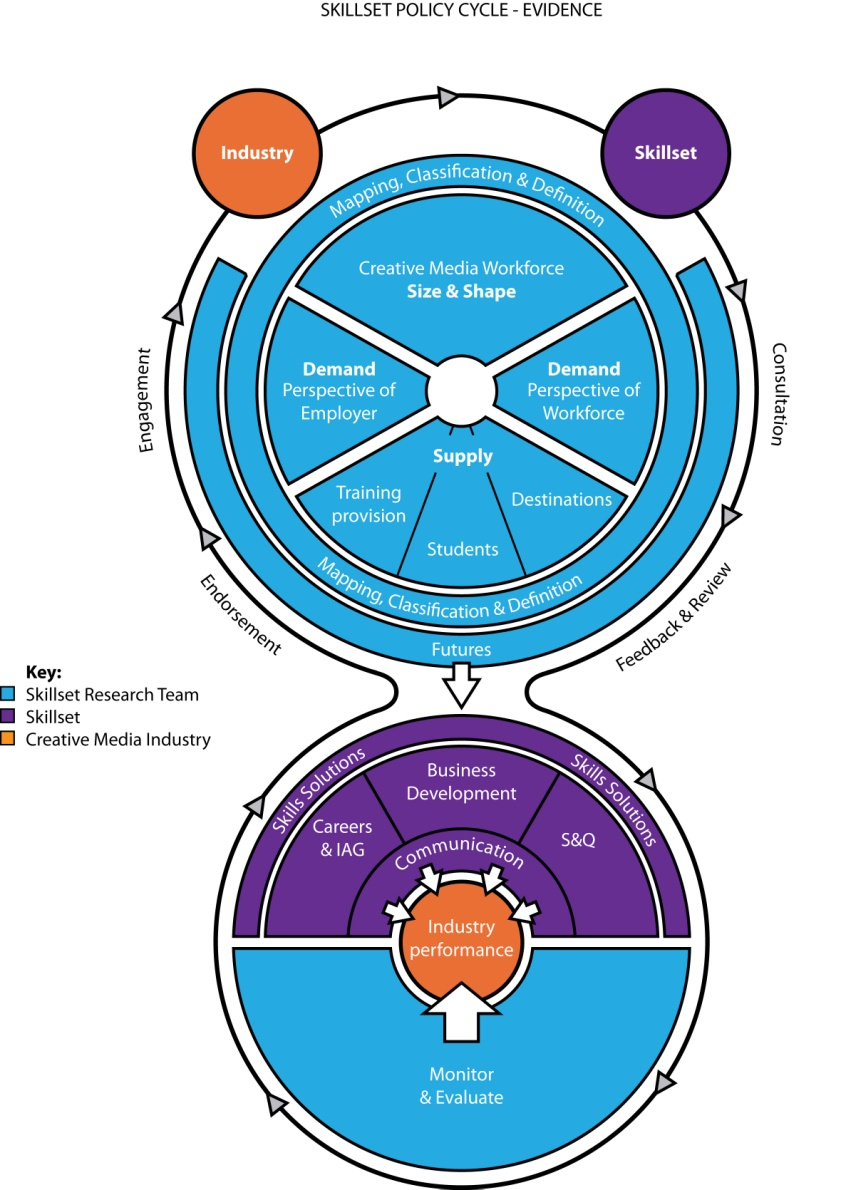 SKILLSET POLICY CYCLE - EVIDENCE
Industry
Skillset
Mapping, Classification & Definition
Creative Media Workforce
Size & Shape
Demand
Perspective of
Employer
Demand
Perspective of
Workforce
Engagement
Consultation
Supply
Training
provision
Students
Destinations
Mapping, Classification & Definition
Futures
Endorsement
Feedback & Review
Key:
Skillset Research Team
Skillset
Creative Media Industry
Skills Solutions
Skills Solutions
Business
Development
Careers
& IAG
S&Q
Communication
Industry
performance
Monitor
& Evaluate